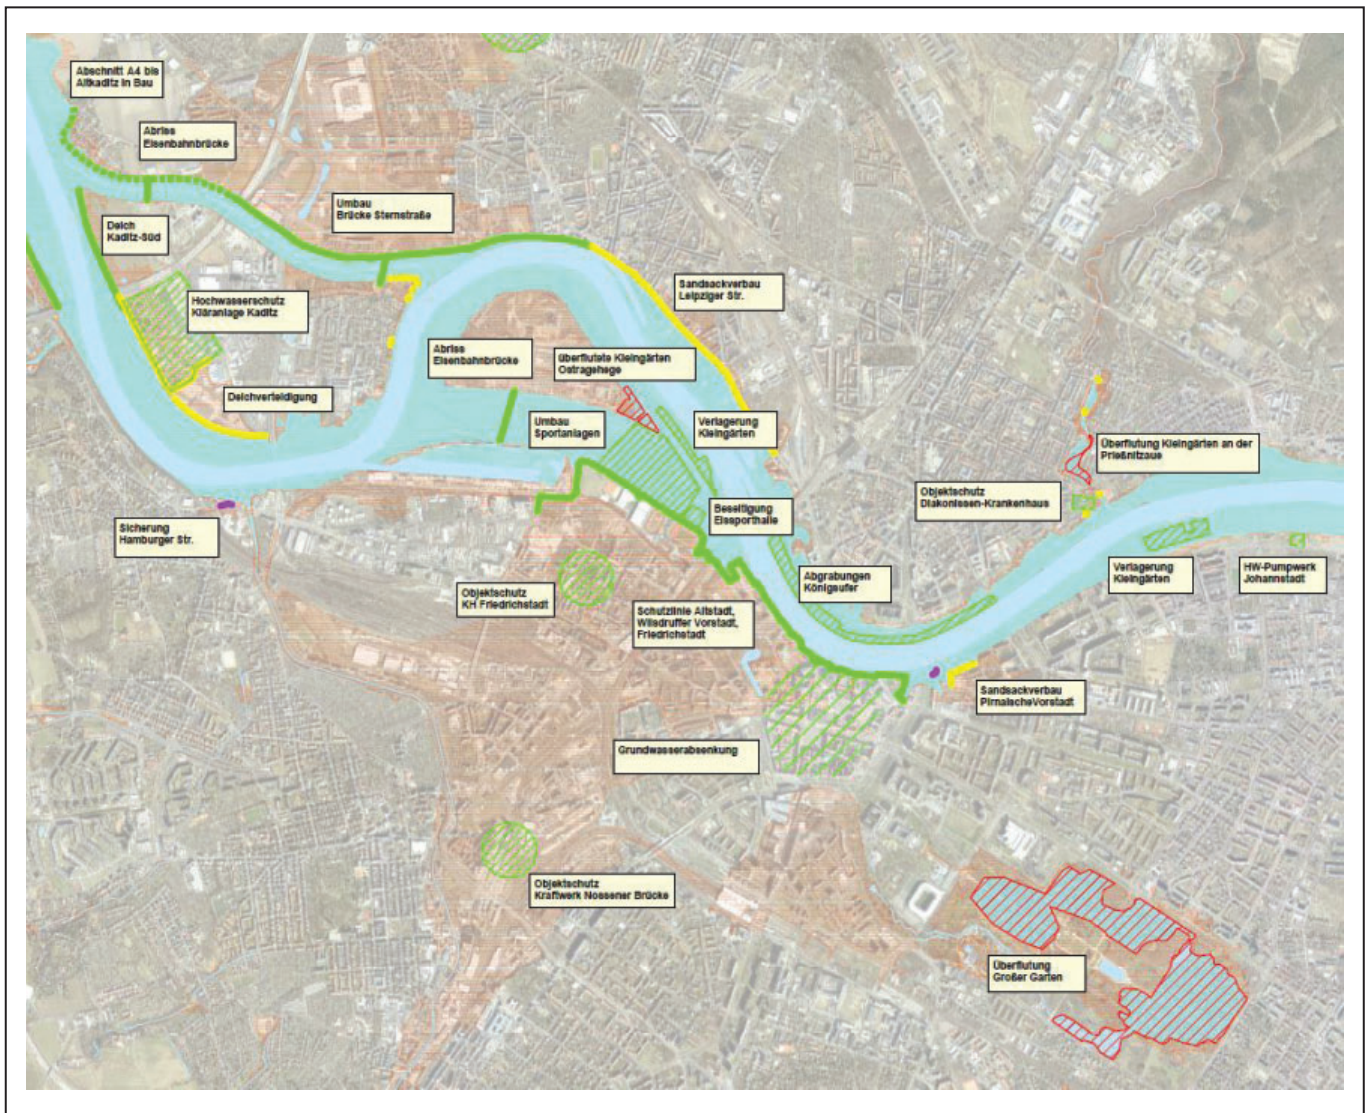 Abschnitt A4 bis
Altkaditz in Bau
Abriss
Eisenbahnbrücke
Umbau
Brücke Sternstraße
Deich
Kaditz-Süd
Hochwasserschutz
Kläranlage Kaditz
Sandsackverbau
Leipziger Str.
Abriss
Eisenbahnbrücke
überflutete Kleingärten
Ostragehege
Deichverteidigung
Umbau
Sportanlagen
Verlagerung
Kleingärten
Überflutung Kleingärten an der
Prießnitzaue
Objektschutz
Diakonissen-Krankenhaus
Sicherung
Hamburger Str.
Beseitigung
Eissporthalle
Verlagerung
Kleingärten
HW-Pumpwerk
Johannstadt
Objektschutz
KH Friedrichstadt
Abgrabungen
Königsufer
Schutzlinie Altstadt,
Wilsdruffer Vorstadt,
Friedrichstadt
Sandsackverbau
PirnaischeVorstadt
Grundwasserabsenkung
Objektschutz
Kraftwerk Nossener Brücke
Überflutung
Großer Garten